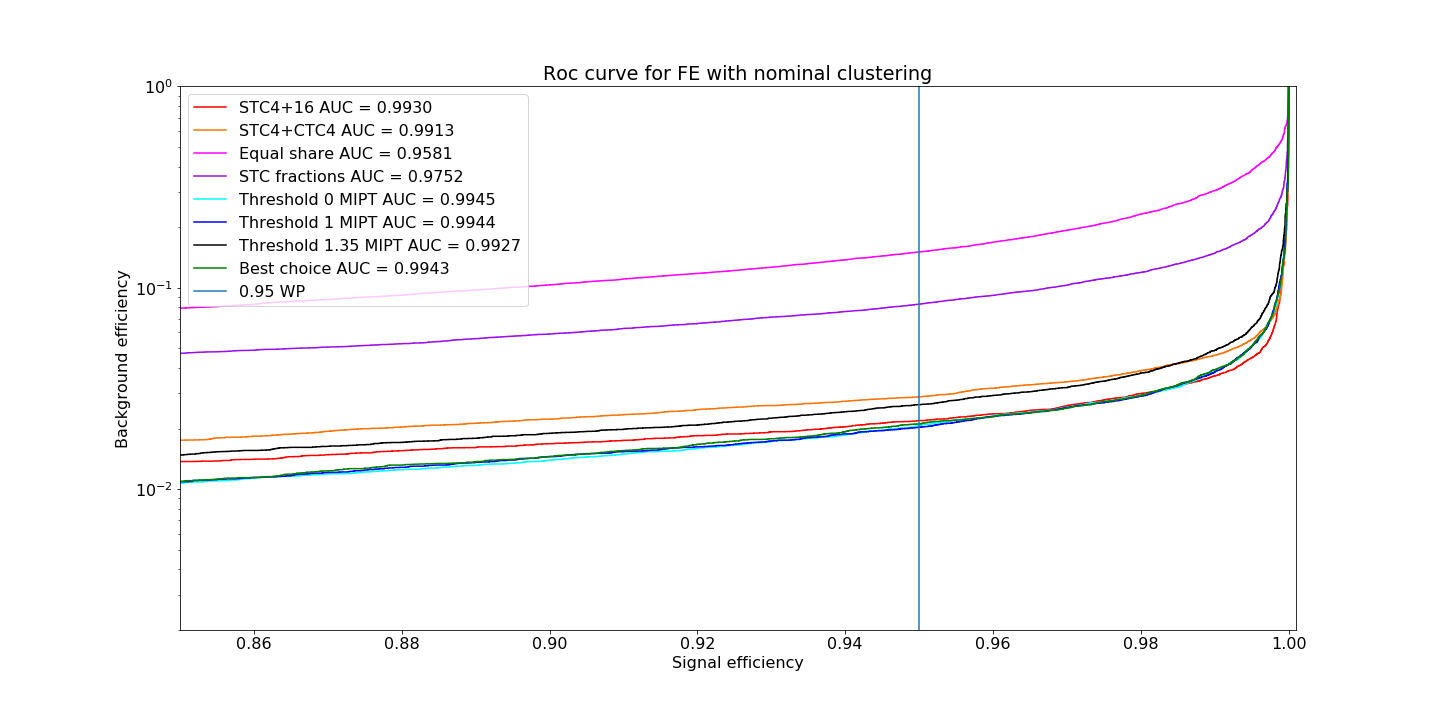 Roc curve for FE with nominal clustering
10⁰
10⁻¹
10⁻²
Background efficiency
STC4+16 AUC = 0.9930
STC4+CTC4 AUC = 0.9913
Equal share AUC = 0.9581
STC fractions AUC = 0.9752
Threshold 0 MIPT AUC = 0.9945
Threshold 1 MIPT AUC = 0.9944
Threshold 1.35 MIPT AUC = 0.9927
Best choice AUC = 0.9943
0.95 WP
0.86 0.88 0.90 0.92 0.94 0.96 0.98 1.00
Signal efficiency